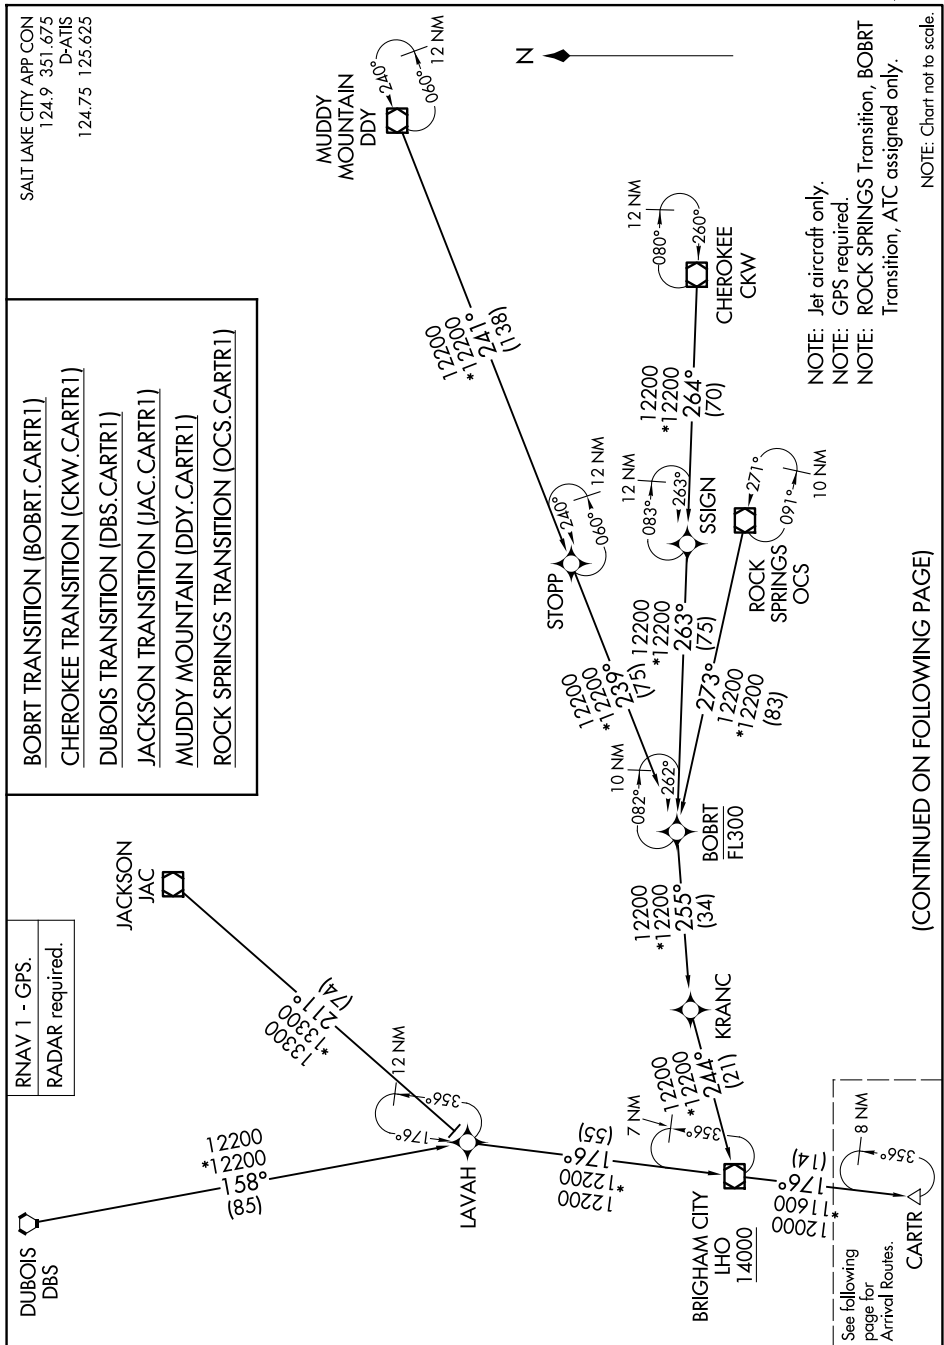 SALT LAKE CITY APP CON
124.9 351.675
D-ATIS
124.75 125.625
BOBRT TRANSITION (BOBRT.CARTR1)
CHEROKEE TRANSITION (CKW.CARTR1)
DUBOIS TRANSITION (DBS.CARTR1)
JACKSON TRANSITION (JAC.CARTR1)
MUDDY MOUNTAIN (DDY.CARTR1)
ROCK SPRINGS TRANSITION (OCS.CARTR1)
RNAV 1 - GPS.
RADAR required.
DUBOIS
DBS
12200
*12200
158°
(85)
JACKSON
JAC
13300
*13300
211°
(74)
12 NM
176°
356°
LAVAH
12200
*12200
176°
(55)
7 NM
356°
BRIGHAM CITY
LHO
14000
12000
*11600
176°
(14)
8 NM
356°
CARTR
See following
page for
Arrival Routes.
12200
*12200
244°
(21)
KRANC
12200
*12200
255°
(34)
BOBRT
FL300
10 NM
082°
262°
12200
*12200
239°
(75)
STOPP
240°
060°
12 NM
12200
*12200
241°
(138)
MUDDY
MOUNTAIN
DDY
240°
060°
12 NM
12200
*12200
263°
(75)
SSIGN
12 NM
083°
263°
12200
*12200
264°
(70)
CHEROKEE
CKW
12 NM
080°
260°
273°
12200
*12200
(83)
ROCK
SPRINGS
OCS
271°
091°
10 NM
N
NOTE: Jet aircraft only.
NOTE: GPS required.
NOTE: ROCK SPRINGS Transition, BOBRT
Transition, ATC assigned only.
NOTE: Chart not to scale.
(CONTINUED ON FOLLOWING PAGE)